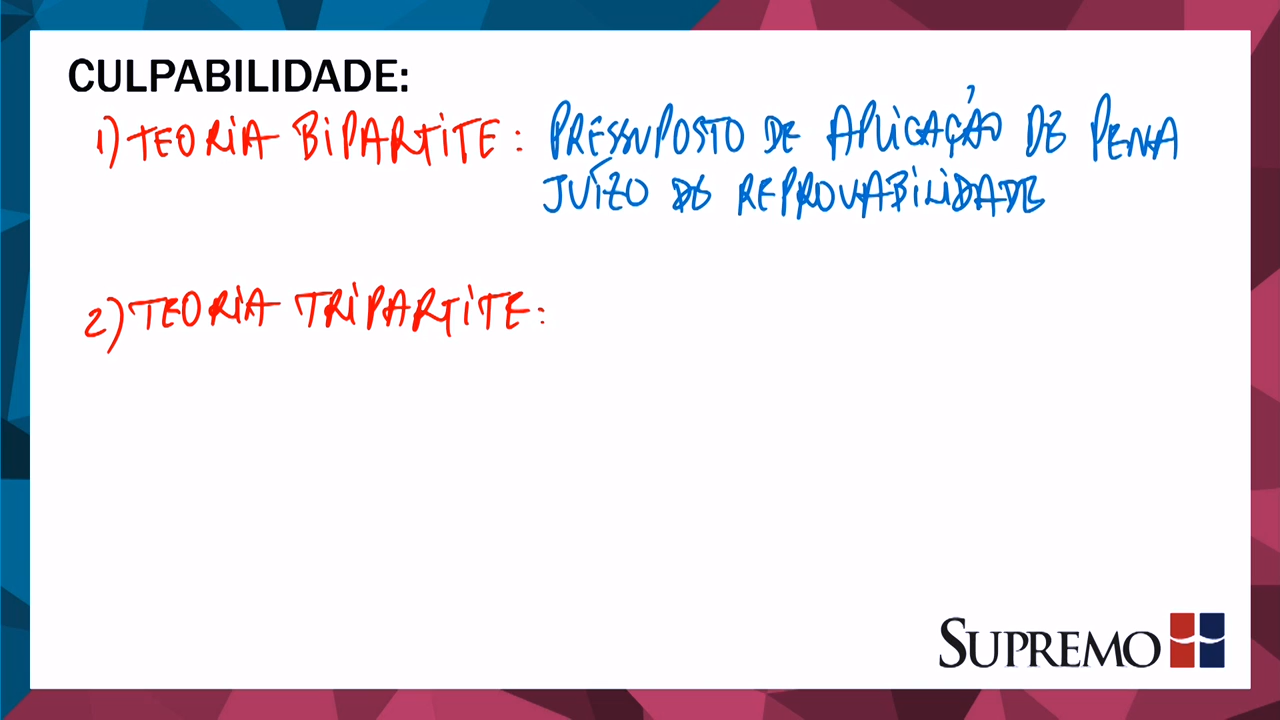 CULPABILIDADE:
1) TEORIA BIPARTITE: PRESSUPOSTO DE APLICAÇÃO DE PENA
JUÍZO DE REPROVABILIDADE
2) TEORIA TRIPARTITE:
SUPREMO